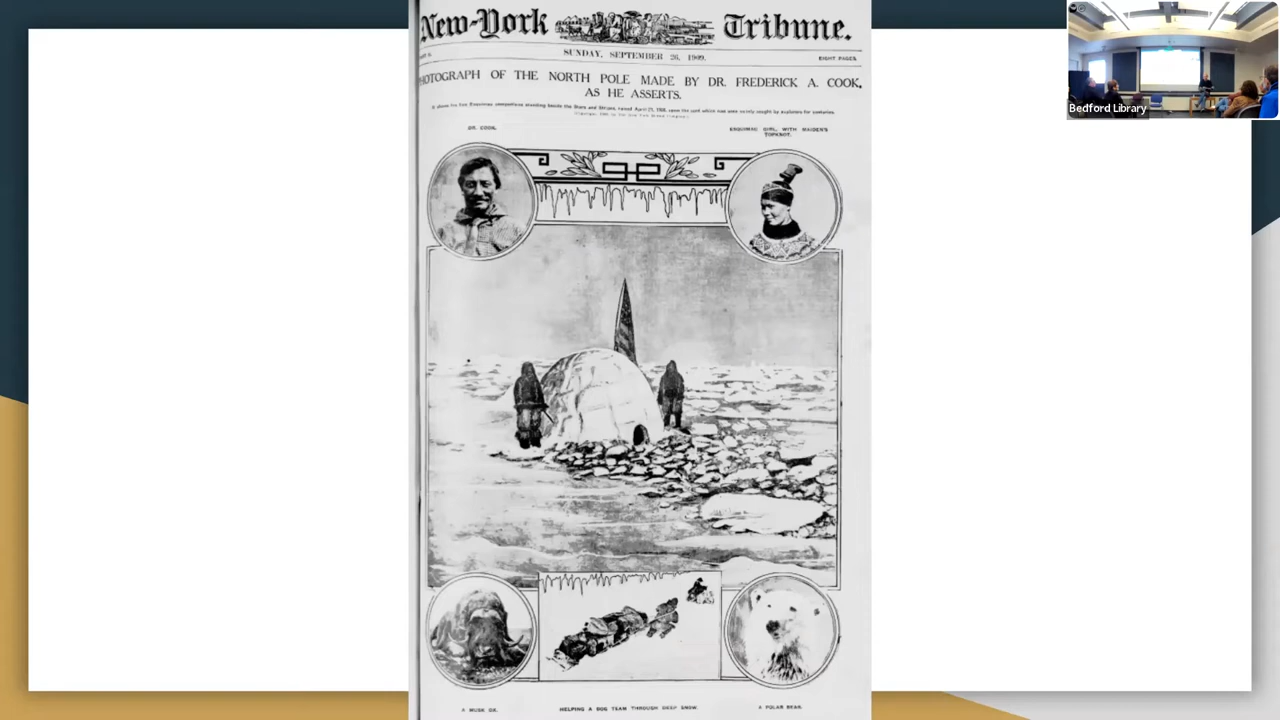 New-York Tribune.
SUNDAY, SEPTEMBER 26, 1909.
EIGHT PAGES.
PHOTOGRAPH OF THE NORTH POLE MADE BY DR. FREDERICK A. COOK,
AS HE ASSERTS.
DR. COOK.
ESQUIMAU GIRL, WITH MAIDEN'S
TOPKNOT.
A MUSK OX.
HELPING A DOG TEAM THROUGH DEEP SNOW.
A POLAR BEAR.
Bedford Library